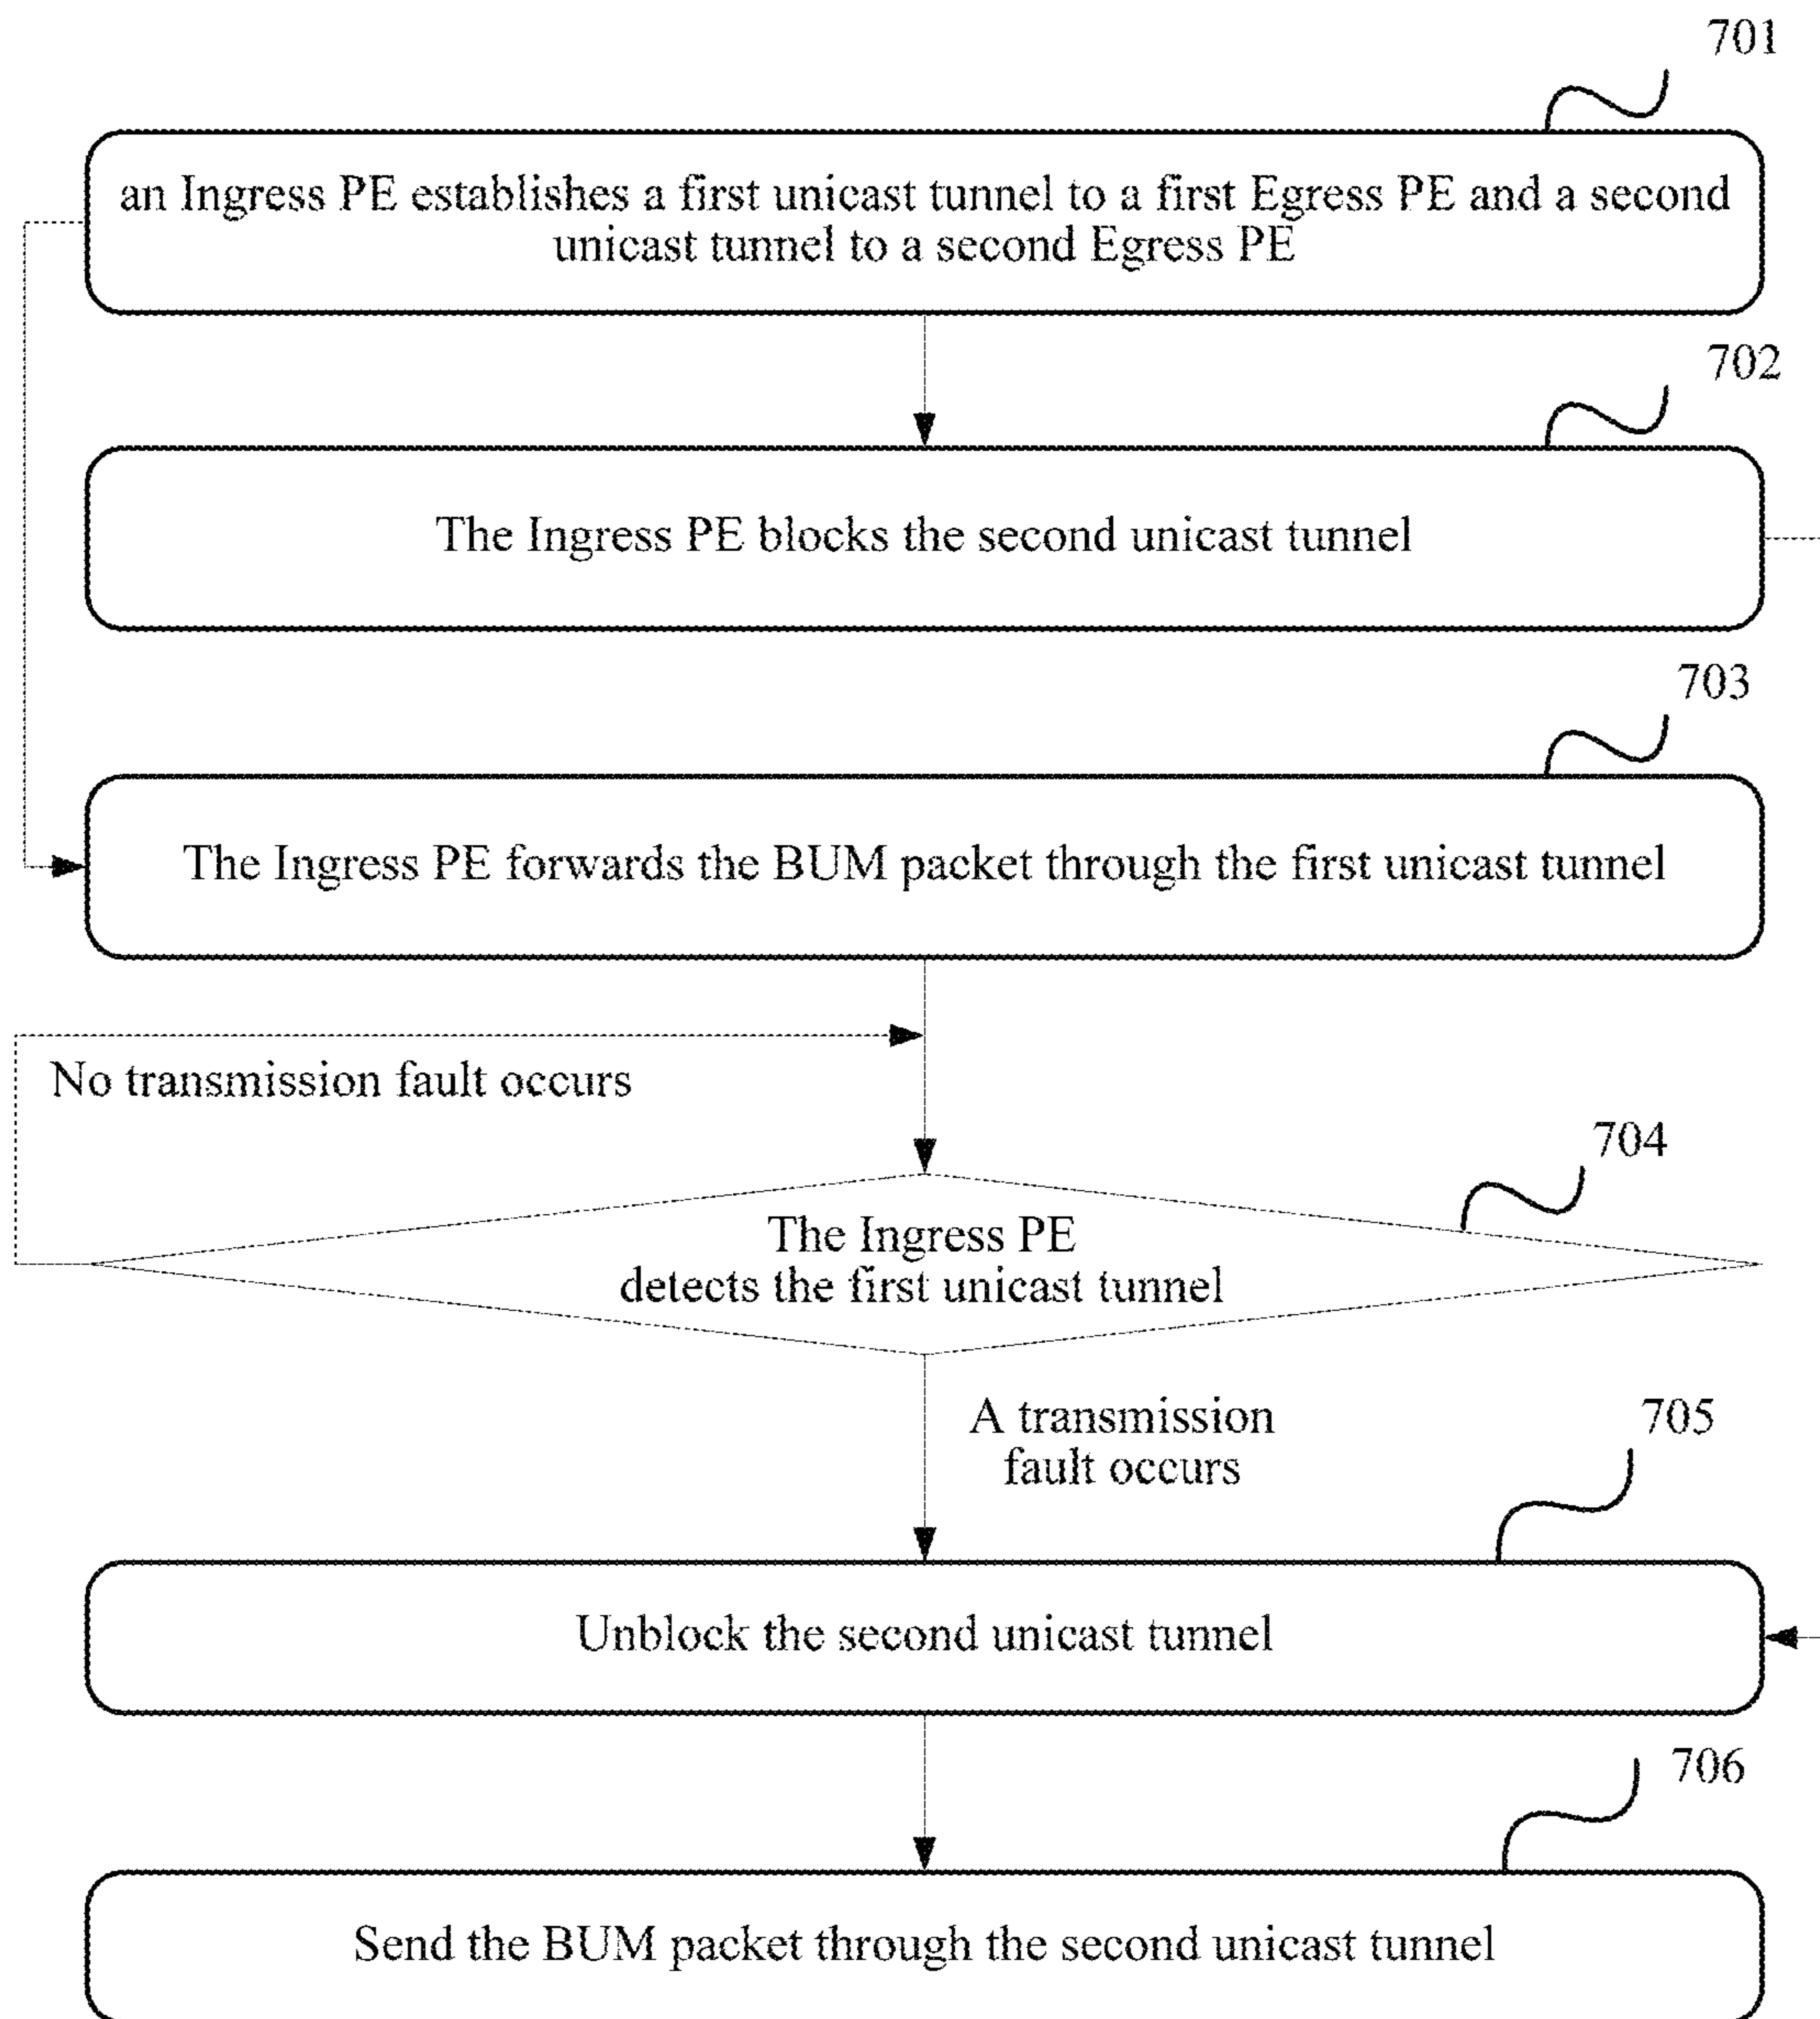 701
an Ingress PE establishes a first unicast tunnel to a first Egress PE and a second
unicast tunnel to a second Egress PE
702
The Ingress PE blocks the second unicast tunnel
703
The Ingress PE forwards the BUM packet through the first unicast tunnel
No transmission fault occurs
704
The Ingress PE
detects the first unicast tunnel
A transmission
fault occurs
705
Unblock the second unicast tunnel
706
Send the BUM packet through the second unicast tunnel